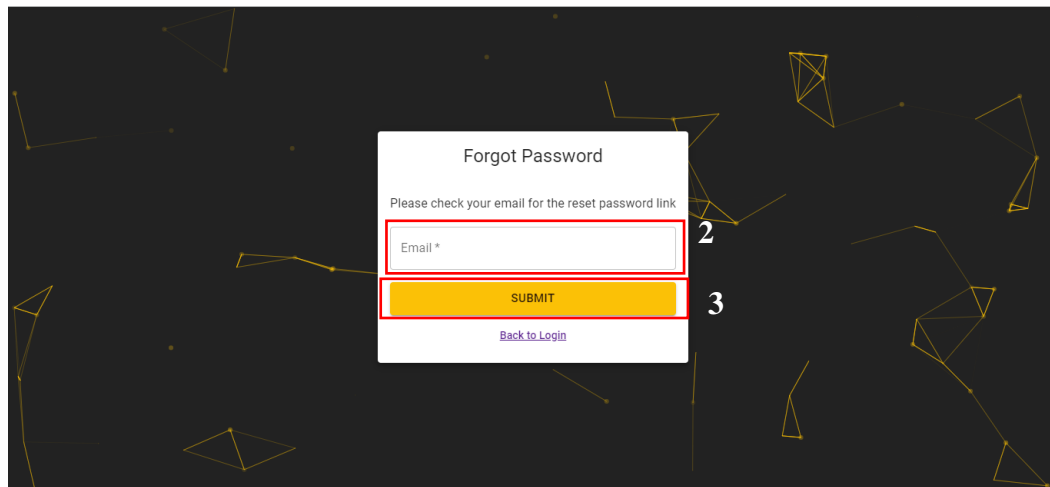 Forgot Password
Please check your email for the reset password link
Email *
2
SUBMIT
3
Back to Login